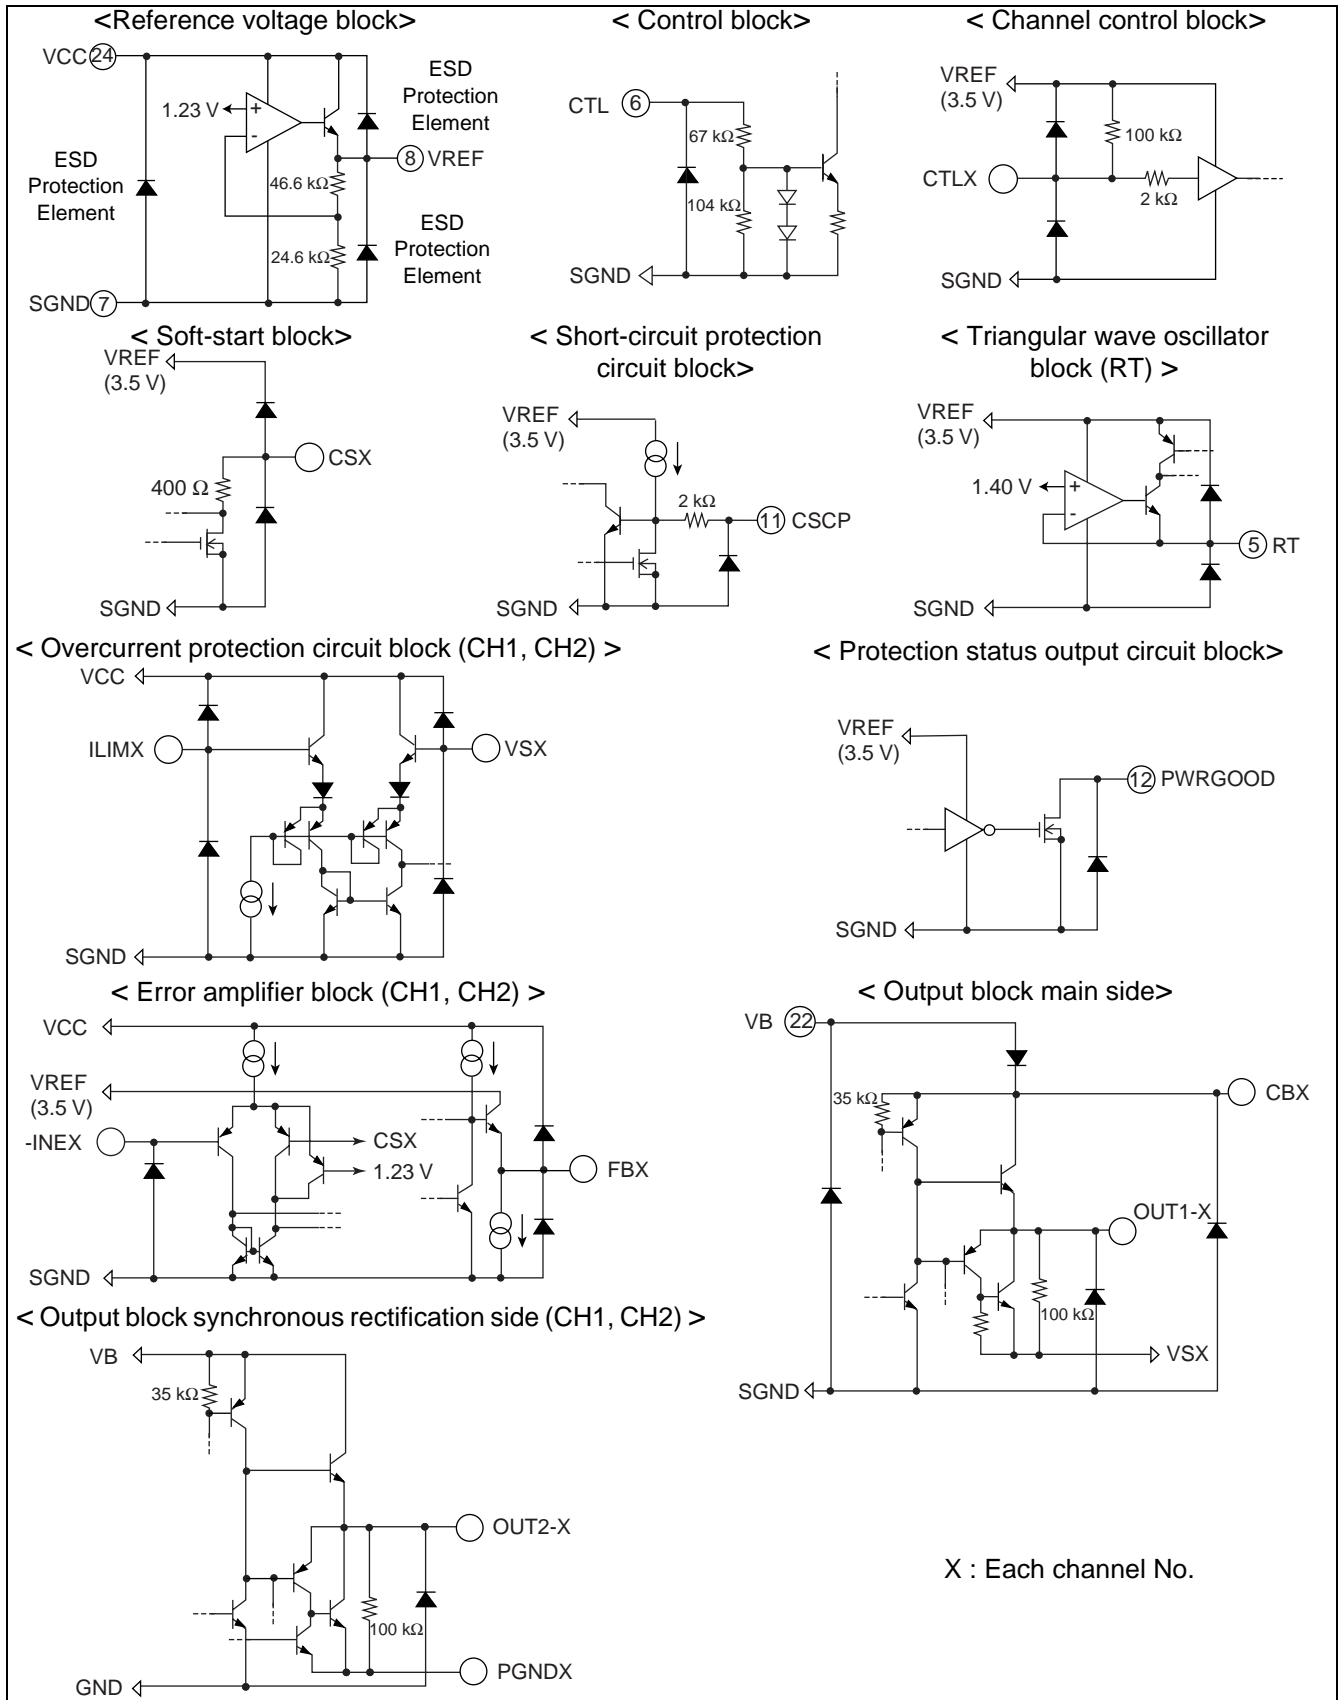 <Reference voltage block>
VCC 24
1.23 V
+
-
ESD
Protection
Element
ESD
Protection
Element
8 VREF
46.6 kΩ
24.6 kΩ
ESD
Protection
Element
SGND 7
< Control block>
CTL 6
67 kΩ
104 kΩ
SGND
< Channel control block>
VREF
(3.5 V)
100 kΩ
CTLX
2 kΩ
SGND
< Soft-start block>
VREF
(3.5 V)
CSX
400 Ω
SGND
< Short-circuit protection
circuit block>
VREF
(3.5 V)
2 kΩ
11 CSCP
SGND
< Triangular wave oscillator
block (RT) >
VREF
(3.5 V)
1.40 V
+
-
5 RT
SGND
< Overcurrent protection circuit block (CH1, CH2) >
VCC
ILIMX
VSX
SGND
< Protection status output circuit block>
VREF
(3.5 V)
12 PWRGOOD
SGND
< Error amplifier block (CH1, CH2) >
VCC
VREF
(3.5 V)
-INEX
CSX
1.23 V
FBX
SGND
< Output block main side>
VB 22
35 kΩ
CBX
OUT1-X
100 kΩ
VSX
SGND
< Output block synchronous rectification side (CH1, CH2) >
VB
35 kΩ
OUT2-X
100 kΩ
PGNDX
GND
X : Each channel No.